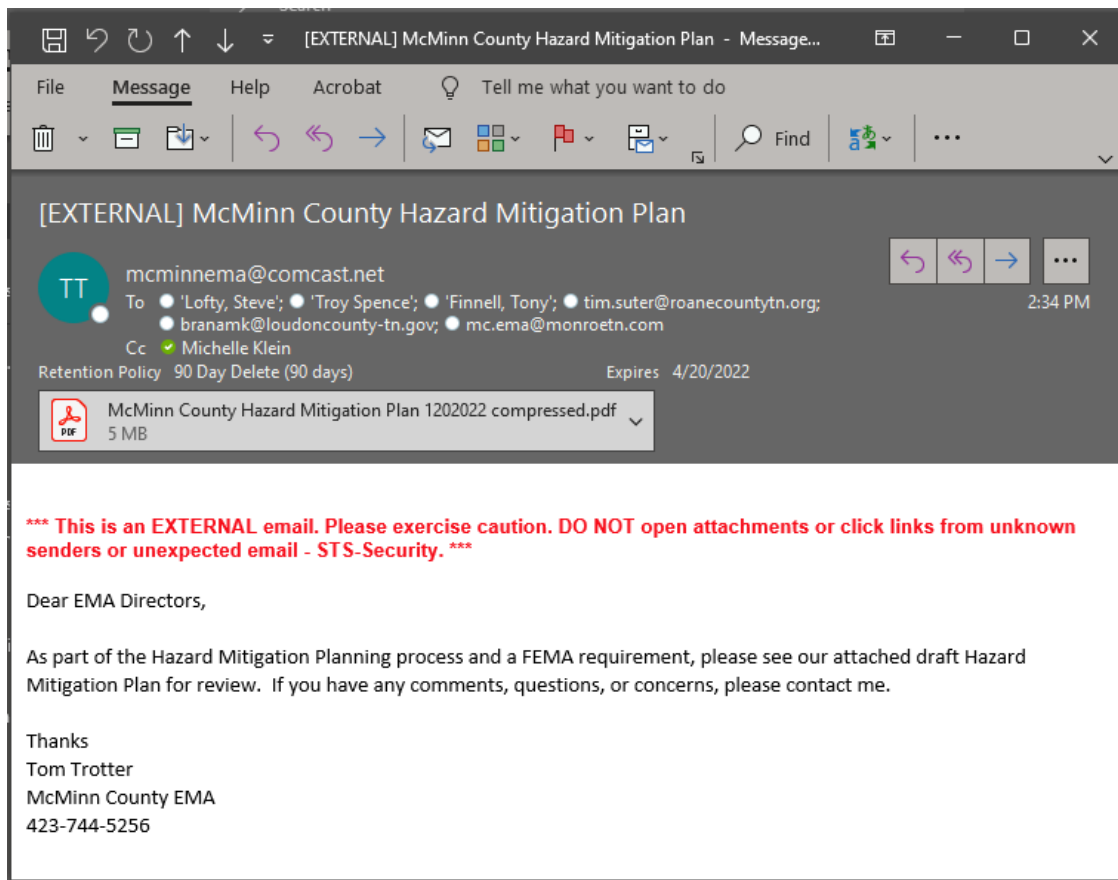 [EXTERNAL] McMinn County Hazard Mitigation Plan - Message...
File Message Help Acrobat Tell me what you want to do
Find
[EXTERNAL] McMinn County Hazard Mitigation Plan
TT
mcminnema@comcast.net
To 'Lofty, Steve'; 'Troy Spence'; 'Finnell, Tony'; tim.suter@roanecountytn.org;
2:34 PM
branamk@loudoncounty-tn.gov; mc.ema@monroetn.com
Cc Michelle Klein
Retention Policy 90 Day Delete (90 days) Expires 4/20/2022
PDF
McMinn County Hazard Mitigation Plan 1202022 compressed.pdf
5 MB
*** This is an EXTERNAL email. Please exercise caution. DO NOT open attachments or click links from unknown
senders or unexpected email - STS-Security. ***
Dear EMA Directors,
As part of the Hazard Mitigation Planning process and a FEMA requirement, please see our attached draft Hazard
Mitigation Plan for review. If you have any comments, questions, or concerns, please contact me.
Thanks
Tom Trotter
McMinn County EMA
423-744-5256